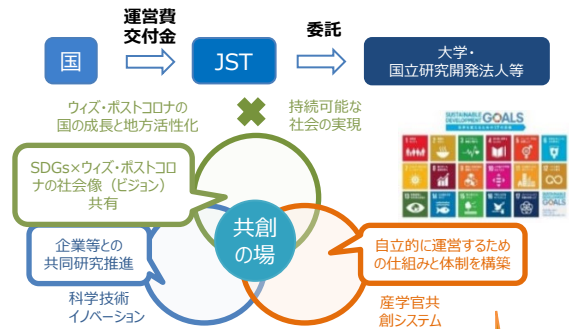 運営費
交付金
委託
国
JST
大学・
国立研究開発法人等
ウィズ・ポストコロナの
国の成長と地方活性化
持続可能な
社会の実現
SUSTAINABLE
DEVELOPMENT GOALS
SDGs×ウィズ・ポストコロ
ナの社会像（ビジョン）
共有
共創
の場
企業等との
共同研究推進
自立的に運営するため
の仕組みと体制を構築
科学技術
イノベーション
産学官共
創システム